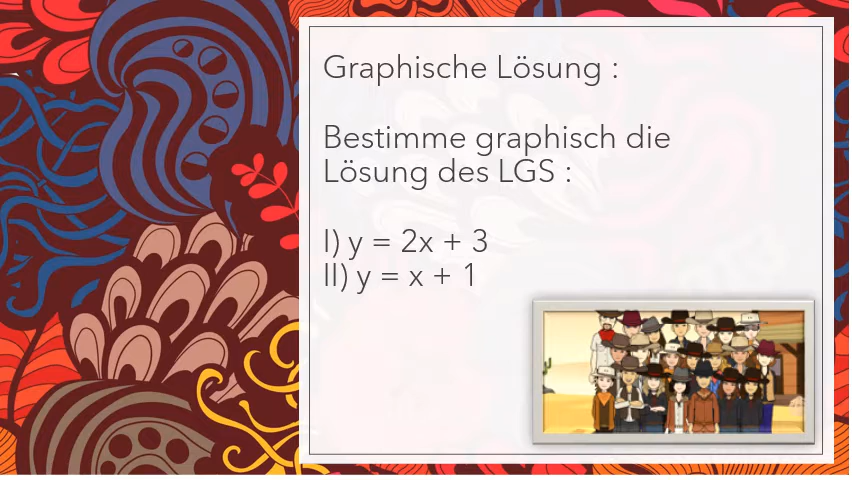 Graphische Lösung :
Bestimme graphisch die
Lösung des LGS :
I) y = 2x + 3
II) y = x + 1